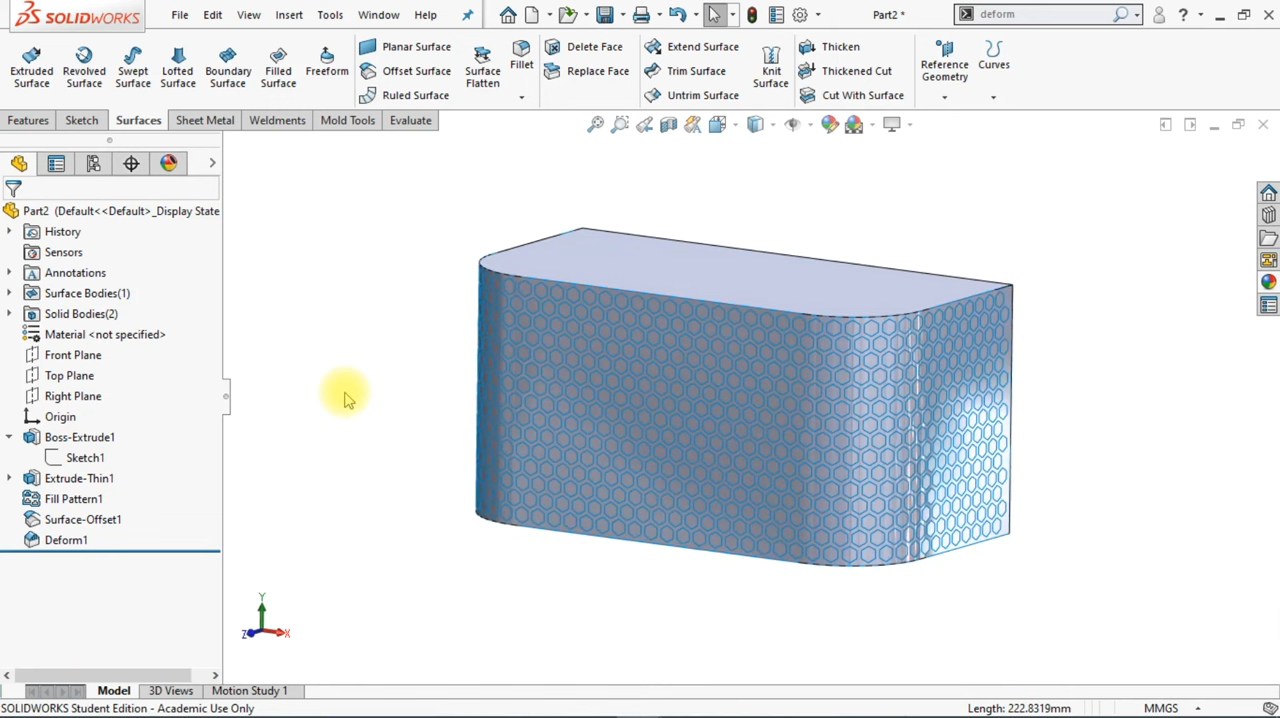 SOLIDWORKS File Edit View Insert Tools Window Help Part2 * deform ?
Extruded Surface
Revolved Surface
Swept Surface
Lofted Surface
Boundary Surface
Filled Surface
Freeform
Planar Surface
Offset Surface
Ruled Surface
Surface Flatten
Fillet
Delete Face
Replace Face
Extend Surface
Trim Surface
Untrim Surface
Knit Surface
Thicken
Thickened Cut
Cut With Surface
Reference Geometry
Curves
Features Sketch Surfaces Sheet Metal Weldments Mold Tools Evaluate
Part2 (Default<<Default>_Display State
History
Sensors
Annotations
Surface Bodies(1)
Solid Bodies(2)
Material <not specified>
Front Plane
Top Plane
Right Plane
Origin
Boss-Extrude1
Sketch1
Extrude-Thin1
Fill Pattern1
Surface-Offset1
Deform1
Y
Z X
Model 3D Views Motion Study 1
SOLIDWORKS Student Edition - Academic Use Only Length: 222.8319mm MMGS